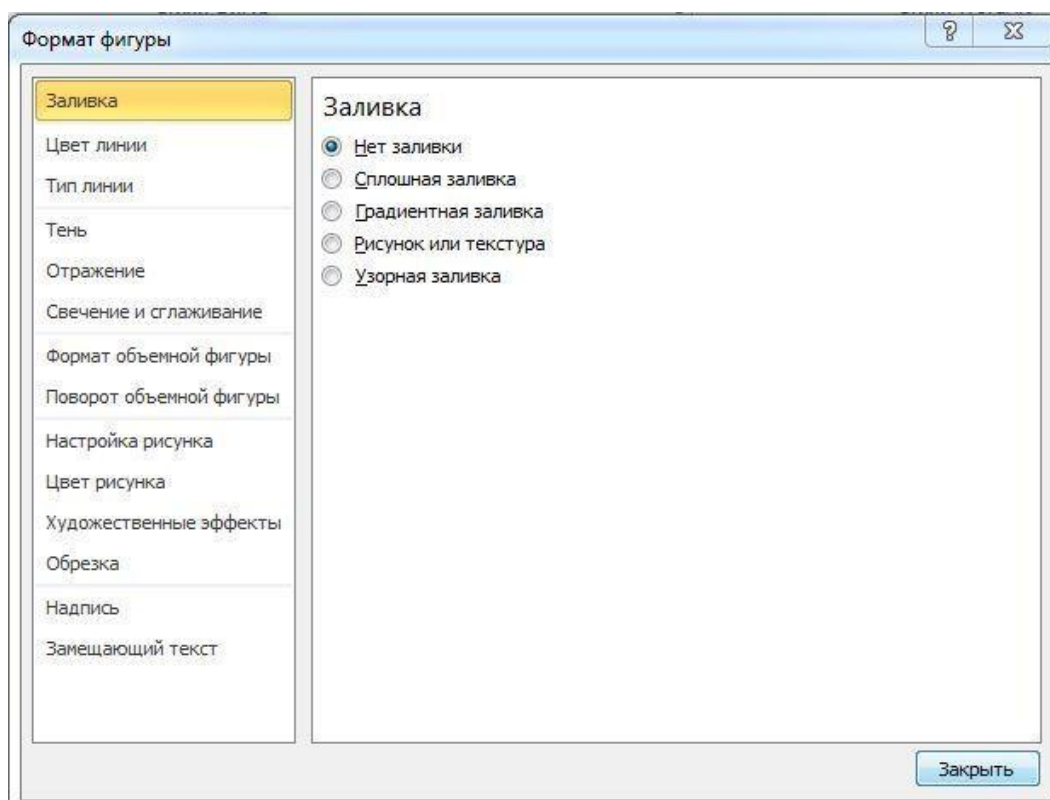 Формат фигуры
Заливка
Цвет линии
Тип линии
Тень
Отражение
Свечение и сглаживание
Формат объемной фигуры
Поворот объемной фигуры
Настройка рисунка
Цвет рисунка
Художественные эффекты
Обрезка
Надпись
Замещающий текст
Заливка
Нет заливки
Сплошная заливка
Градиентная заливка
Рисунок или текстура
Узорная заливка
Закрыть